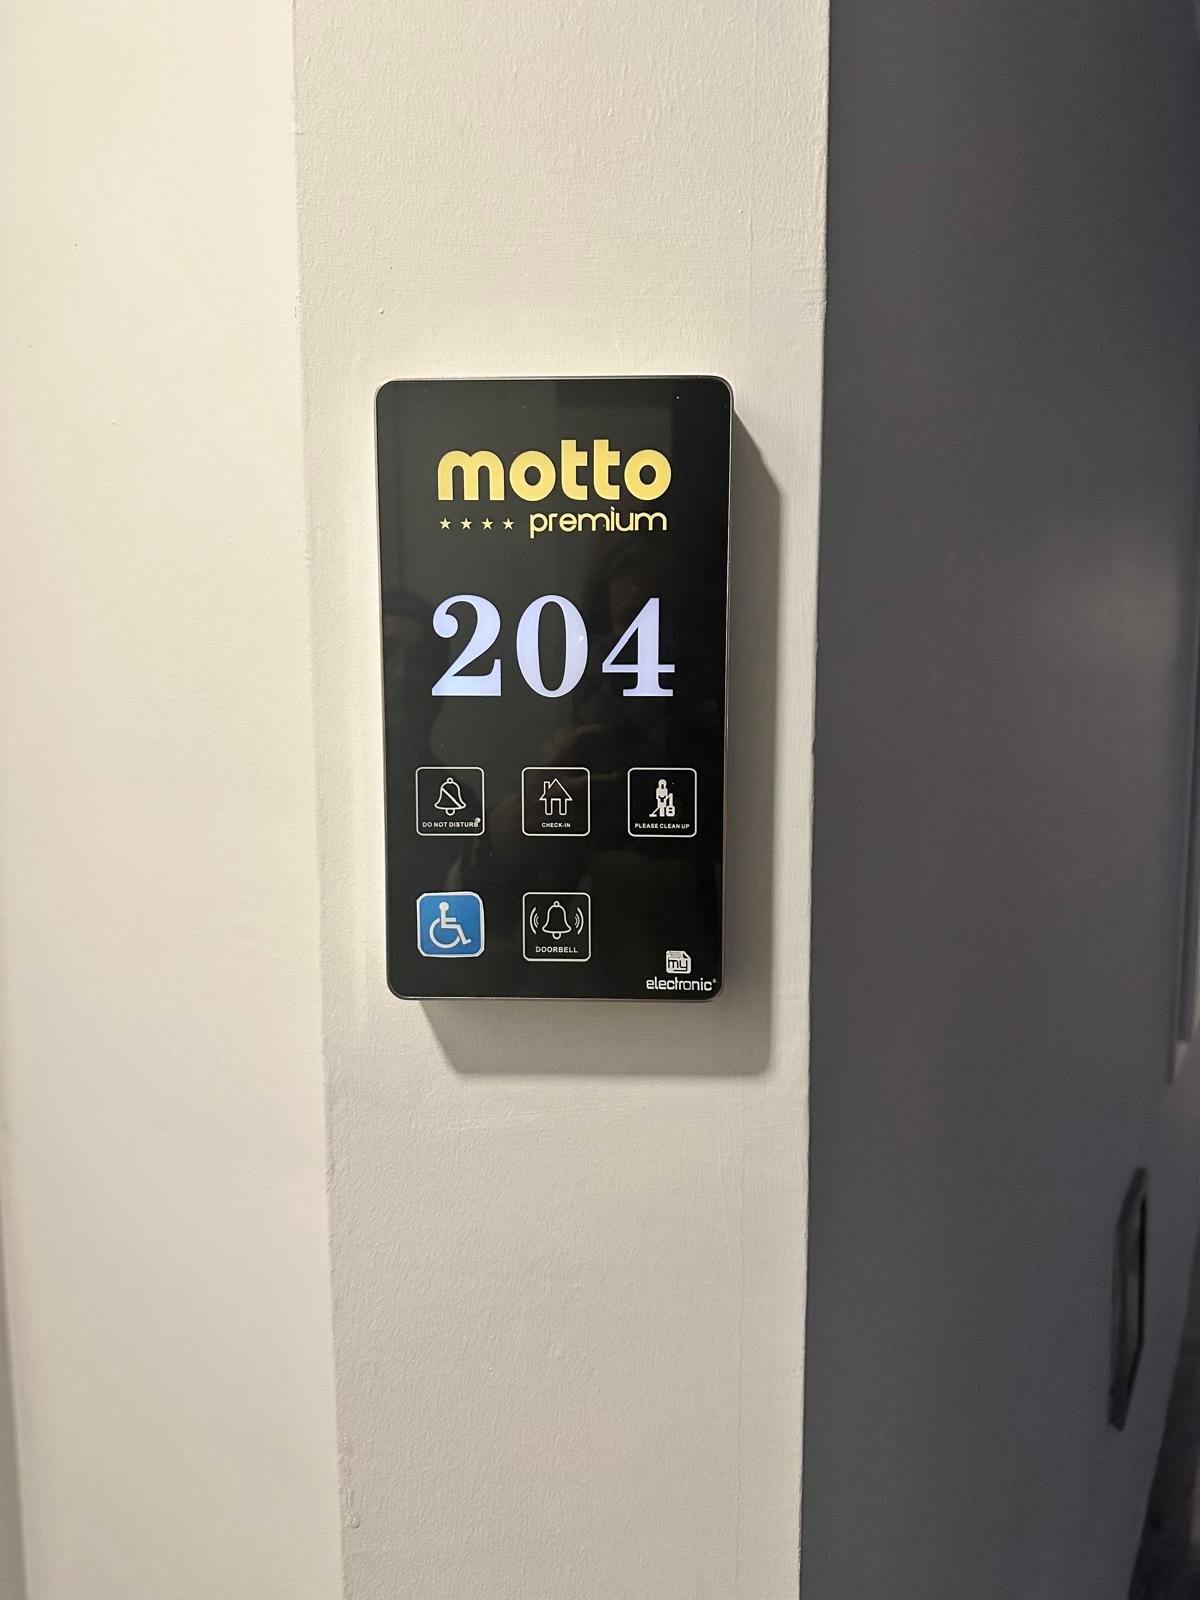 motto
★★★★ premium
204
DO NOT DISTURB
CHECK-IN
PLEASE CLEAN UP
DOORBELL
my
electronic®